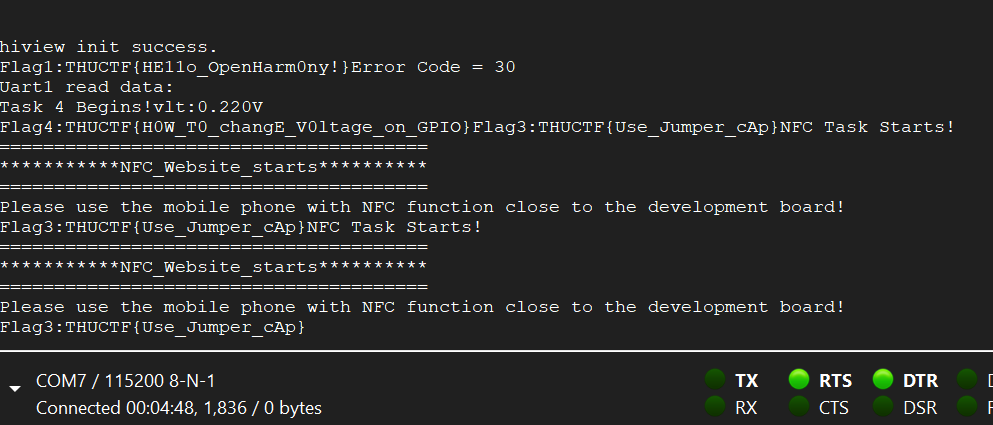 hiview init success.
Flag1:THUCTF{HE11o_OpenHarm0ny!}Error Code = 30
Uart1 read data:
Task 4 Begins!vlt:0.220V
Flag4:THUCTF{H0W_T0_changE_V0ltage_on_GPIO}Flag3:THUCTF{Use_Jumper_cAp}NFC Task Starts!
=======================================
***********NFC_Website_starts**********
=======================================
Please use the mobile phone with NFC function close to the development board!
Flag3:THUCTF{Use_Jumper_cAp}NFC Task Starts!
=======================================
***********NFC_Website_starts**********
=======================================
Please use the mobile phone with NFC function close to the development board!
Flag3:THUCTF{Use_Jumper_cAp}
COM7 / 115200 8-N-1 TX RTS DTR
Connected 00:04:48, 1,836 / 0 bytes RX CTS DSR